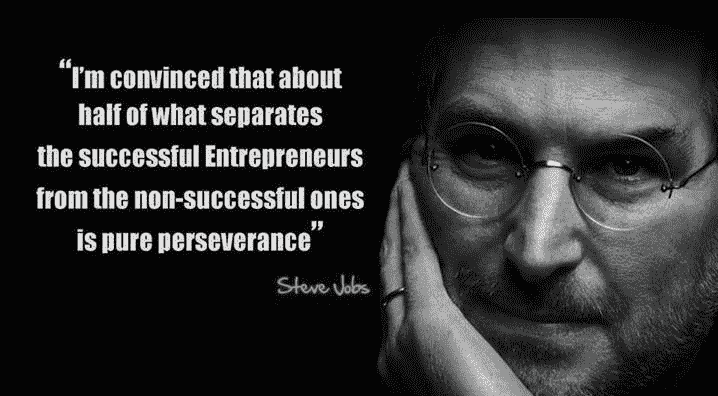 “I’m convinced that about
half of what separates
the successful Entrepreneurs
from the non-successful ones
is pure perseverance”
Steve Jobs